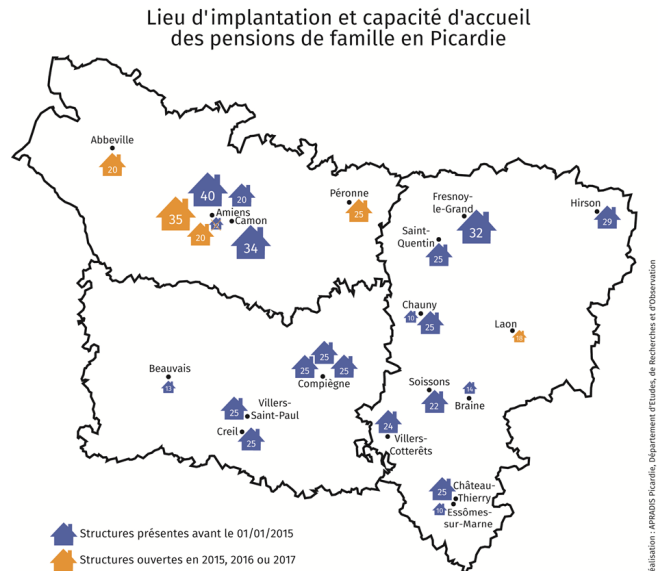 Lieu d'implantation et capacité d'accueil
des pensions de famille en Picardie
Abbeville
20
40
20
Amiens
35
Camon
20
34
Péronne
25
Fresnoy-
le-Grand
32
Hirson
29
Saint-
Quentin
25
Chauny
10
25
Laon
Beauvais
13
25
25
25
Compiègne
Soissons
22
14
Braine
25
Villers-
Saint-Paul
Creil
25
24
Villers-
Cotterêts
25
Château-
Thierry
10
Essômes-
sur-Marne
Structures présentes avant le 01/01/2015
Structures ouvertes en 2015, 2016 ou 2017
éalisation : APRADIS Picardie, Département d'Etudes, de Recherches et d'Observation